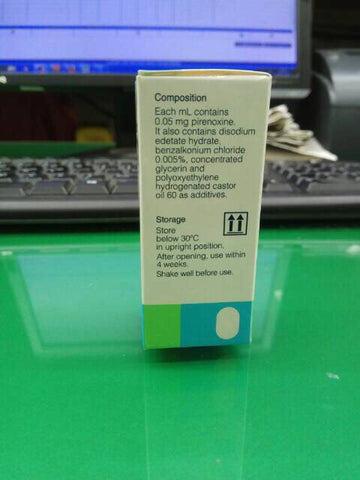 Composition
Each mL contains
0.05 mg pirenoxine.
It also contains disodium
edetate hydrate,
benzalkonium chloride
0.005%, concentrated
glycerin and
polyoxyethylene
hydrogenated castor
oil 60 as additives.
Storage
Store
below 30°C
in upright position.
After opening, use within
4 weeks.
Shake well before use.